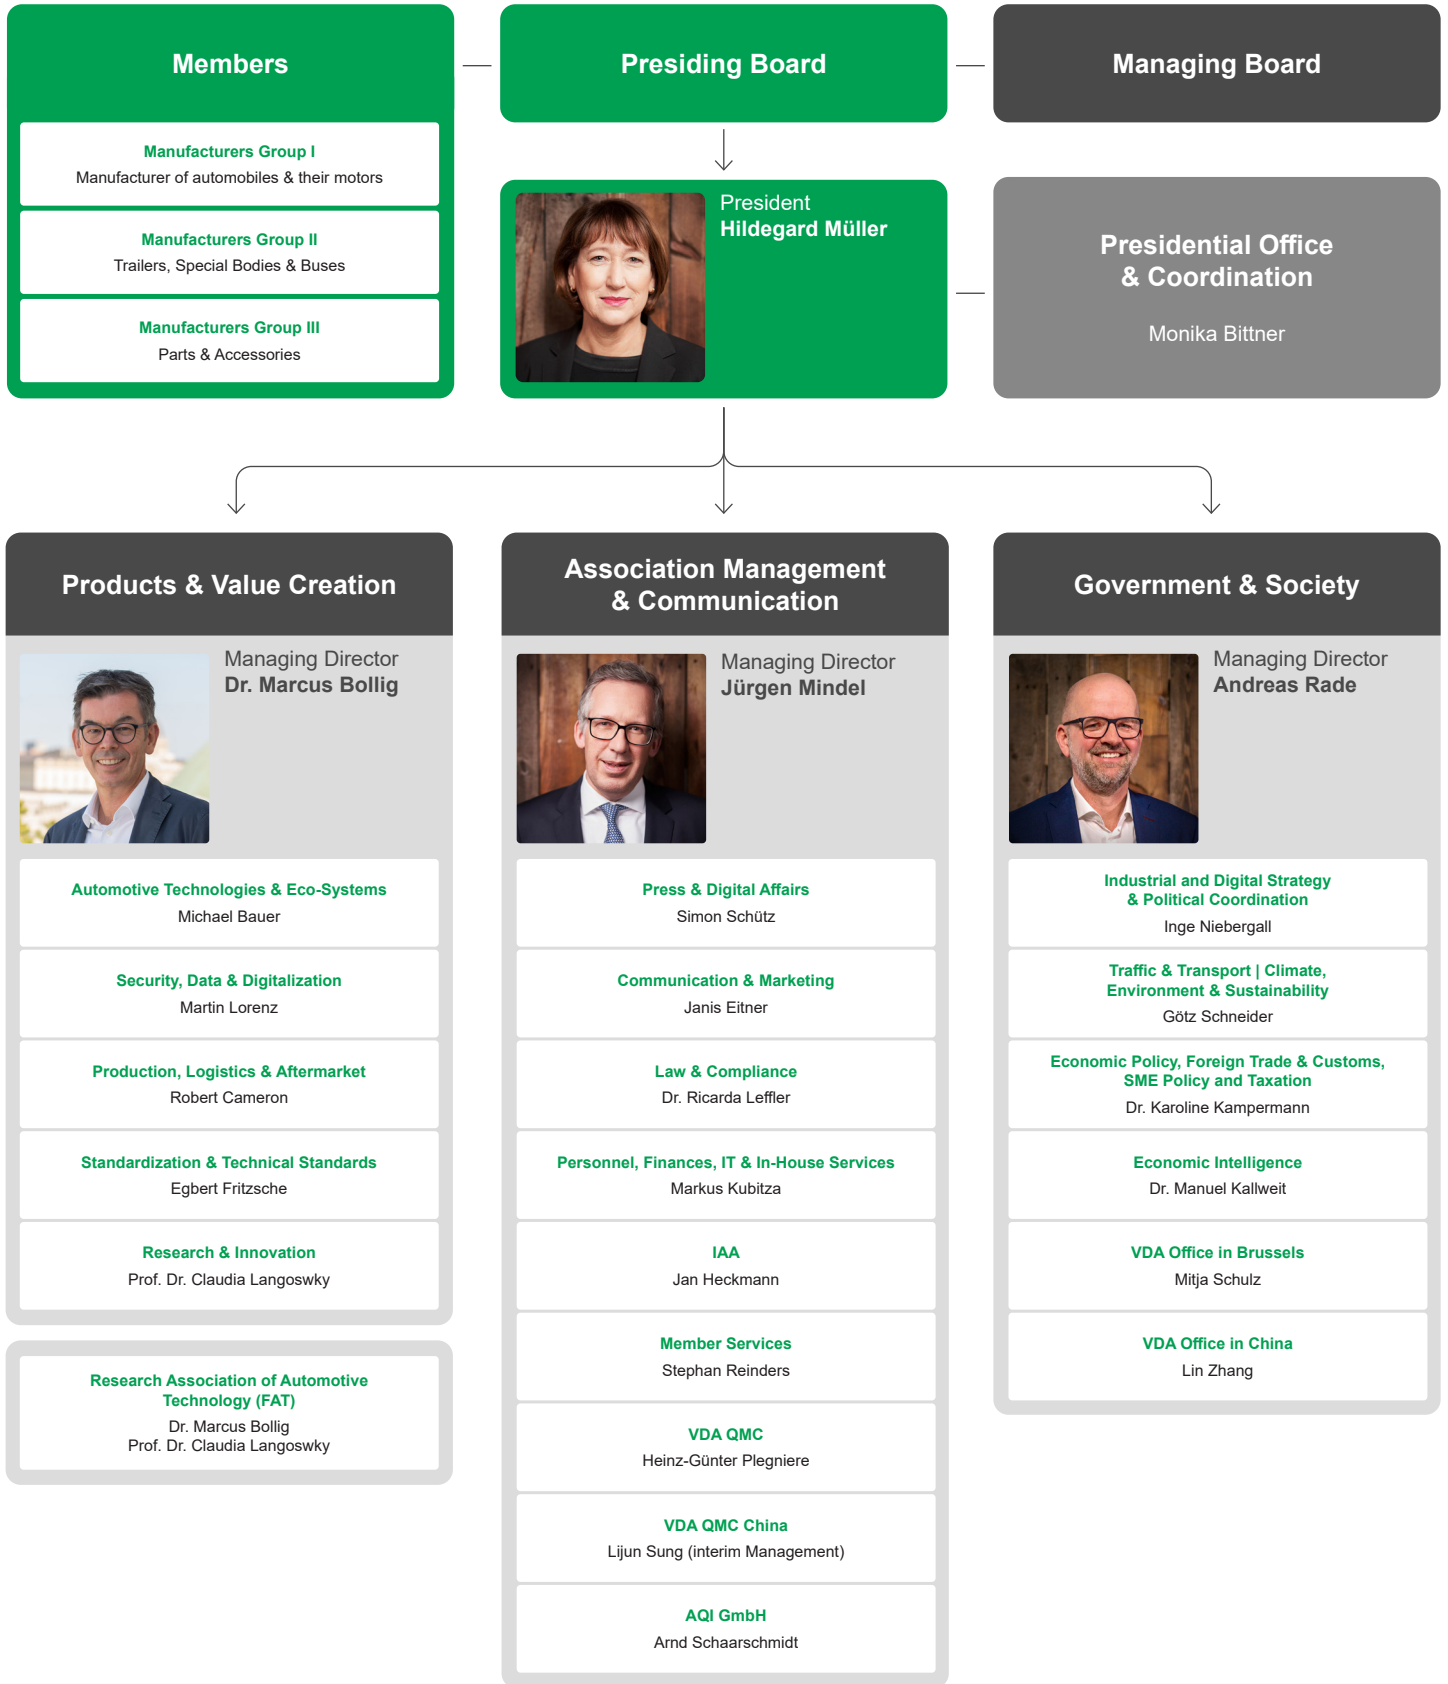 Members
Manufacturers Group I
Manufacturer of automobiles & their motors
Manufacturers Group II
Trailers, Special Bodies & Buses
Manufacturers Group III
Parts & Accessories
Presiding Board
Managing Board
President
Hildegard Müller
Presidential Office
& Coordination
Monika Bittner
Products & Value Creation
Managing Director
Dr. Marcus Bollig
Automotive Technologies & Eco-Systems
Michael Bauer
Security, Data & Digitalization
Martin Lorenz
Production, Logistics & Aftermarket
Robert Cameron
Standardization & Technical Standards
Egbert Fritzsche
Research & Innovation
Prof. Dr. Claudia Langoswky
Research Association of Automotive
Technology (FAT)
Dr. Marcus Bollig
Prof. Dr. Claudia Langoswky
Association Management
& Communication
Managing Director
Jürgen Mindel
Press & Digital Affairs
Simon Schütz
Communication & Marketing
Janis Eitner
Law & Compliance
Dr. Ricarda Leffler
Personnel, Finances, IT & In-House Services
Markus Kubitza
IAA
Jan Heckmann
Member Services
Stephan Reinders
VDA QMC
Heinz-Günter Plegniere
VDA QMC China
Lijun Sung (interim Management)
AQI GmbH
Arnd Schaarschmidt
Government & Society
Managing Director
Andreas Rade
Industrial and Digital Strategy
& Political Coordination
Inge Niebergall
Traffic & Transport | Climate,
Environment & Sustainability
Götz Schneider
Economic Policy, Foreign Trade & Customs,
SME Policy and Taxation
Dr. Karoline Kampermann
Economic Intelligence
Dr. Manuel Kallweit
VDA Office in Brussels
Mitja Schulz
VDA Office in China
Lin Zhang